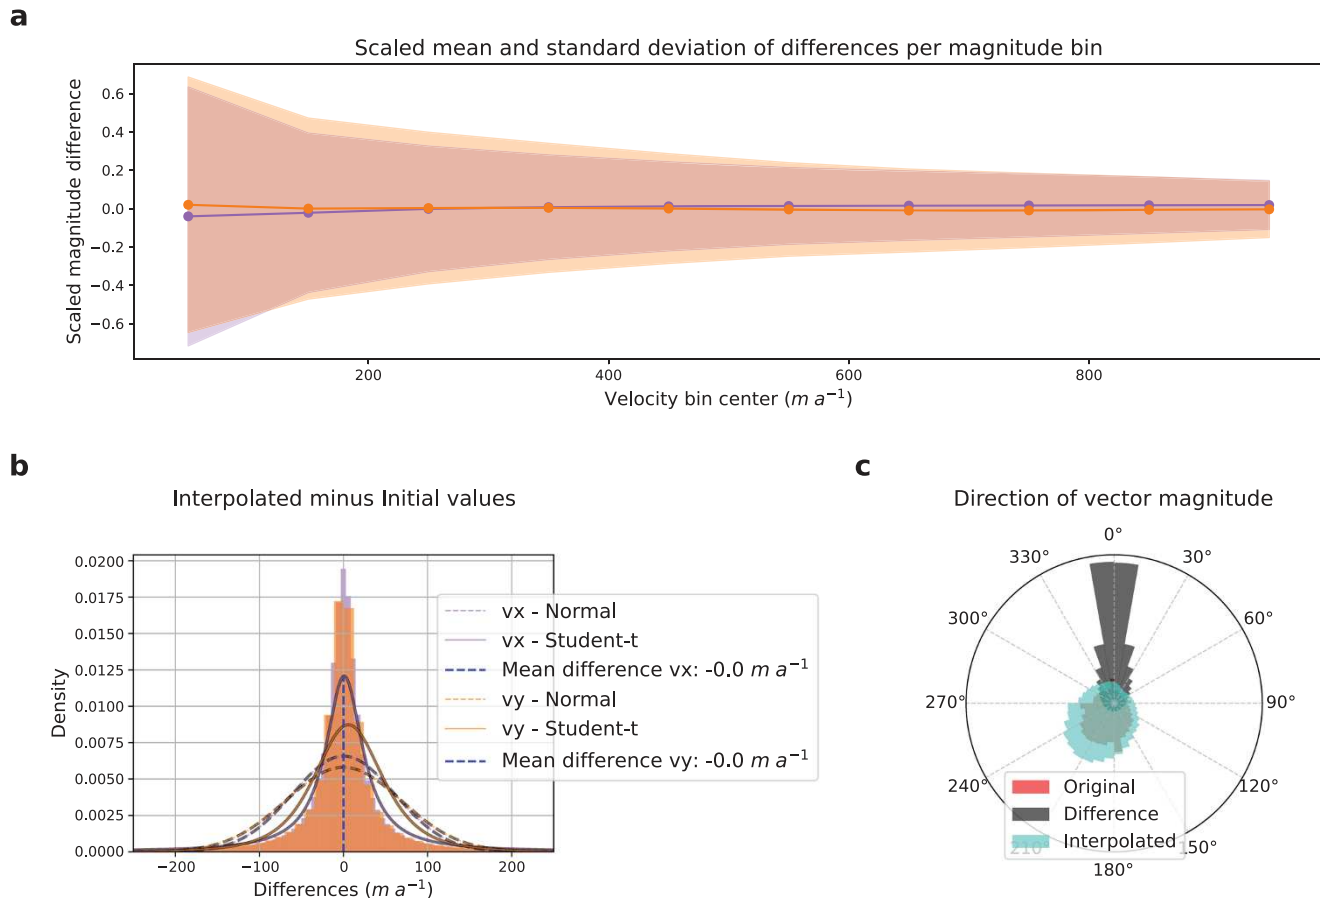 a
Scaled mean and standard deviation of differences per magnitude bin
Scaled magnitude difference
0.6
0.4
0.2
0.0
−0.2
−0.4
−0.6
200
400
600
800
Velocity bin center (m a⁻¹)
b
Interpolated minus Initial values
Density
0.0200
0.0175
0.0150
0.0125
0.0100
0.0075
0.0050
0.0025
0.0000
−200
−100
0
100
200
Differences (m a⁻¹)
vx - Normal
vx - Student-t
Mean difference vx: -0.0 m a⁻¹
vy - Normal
vy - Student-t
Mean difference vy: -0.0 m a⁻¹
c
Direction of vector magnitude
0°
30°
60°
90°
120°
150°
180°
210°
240°
270°
300°
330°
Original
Difference
Interpolated